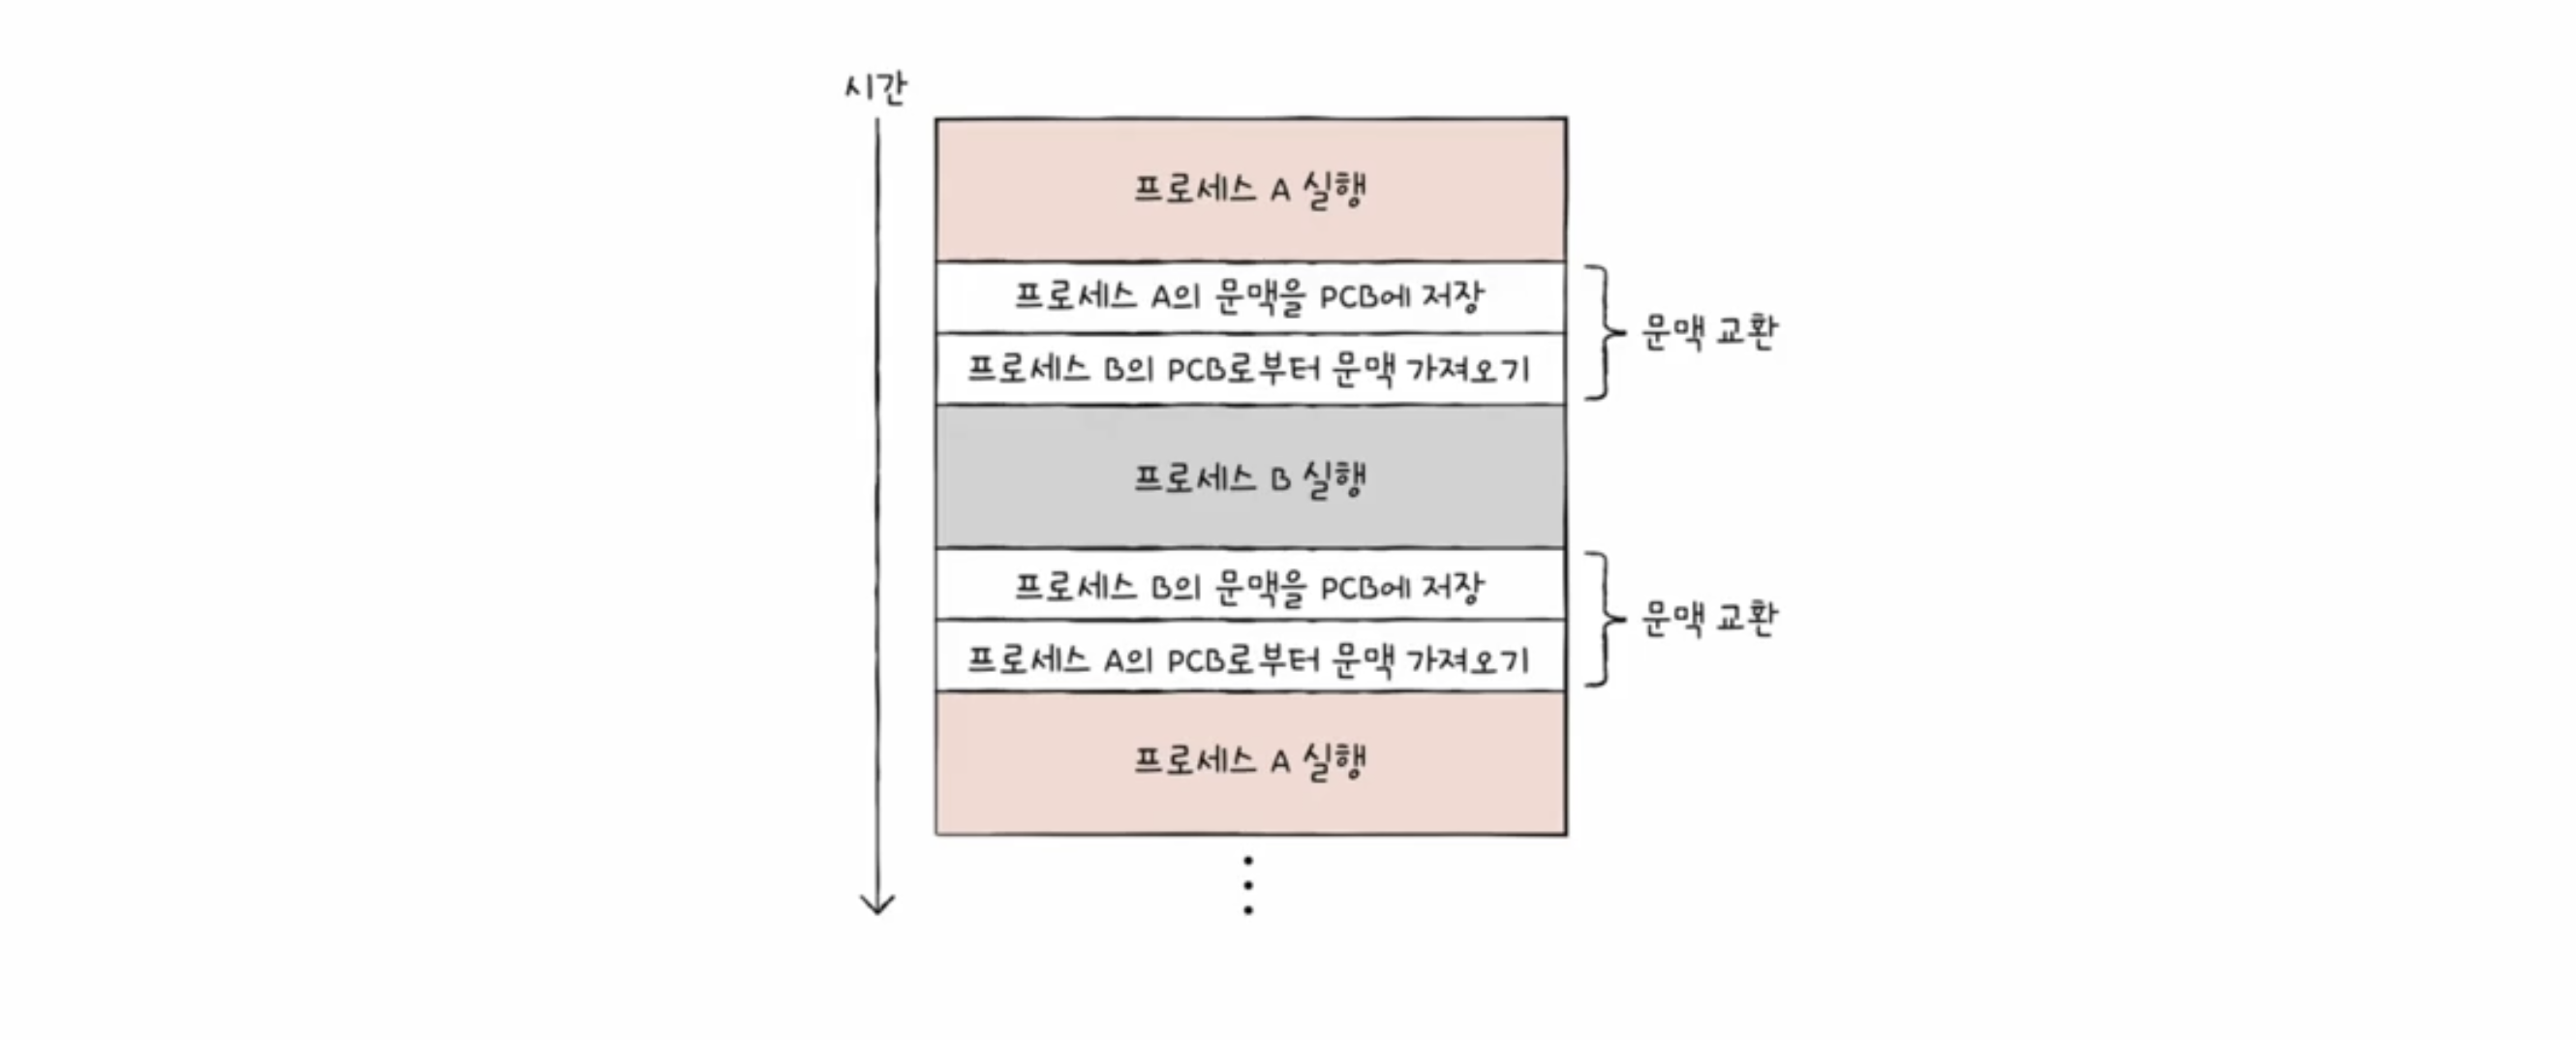 시간
프로세스 A 실행
프로세스 A의 문맥을 PCB에 저장
프로세스 B의 PCB로부터 문맥 가져오기
문맥 교환
프로세스 B 실행
프로세스 B의 문맥을 PCB에 저장
프로세스 A의 PCB로부터 문맥 가져오기
문맥 교환
프로세스 A 실행